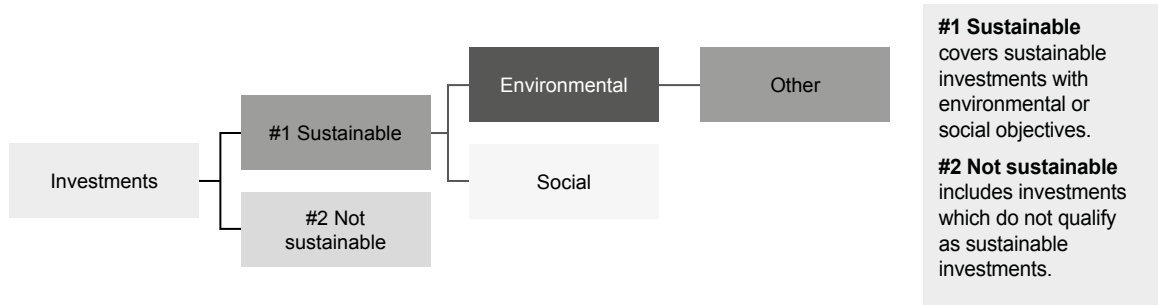 Investments
#1 Sustainable
#2 Not
sustainable
Environmental
Social
Other
#1 Sustainable
covers sustainable
investments with
environmental or
social objectives.
#2 Not sustainable
includes investments
which do not qualify
as sustainable
investments.